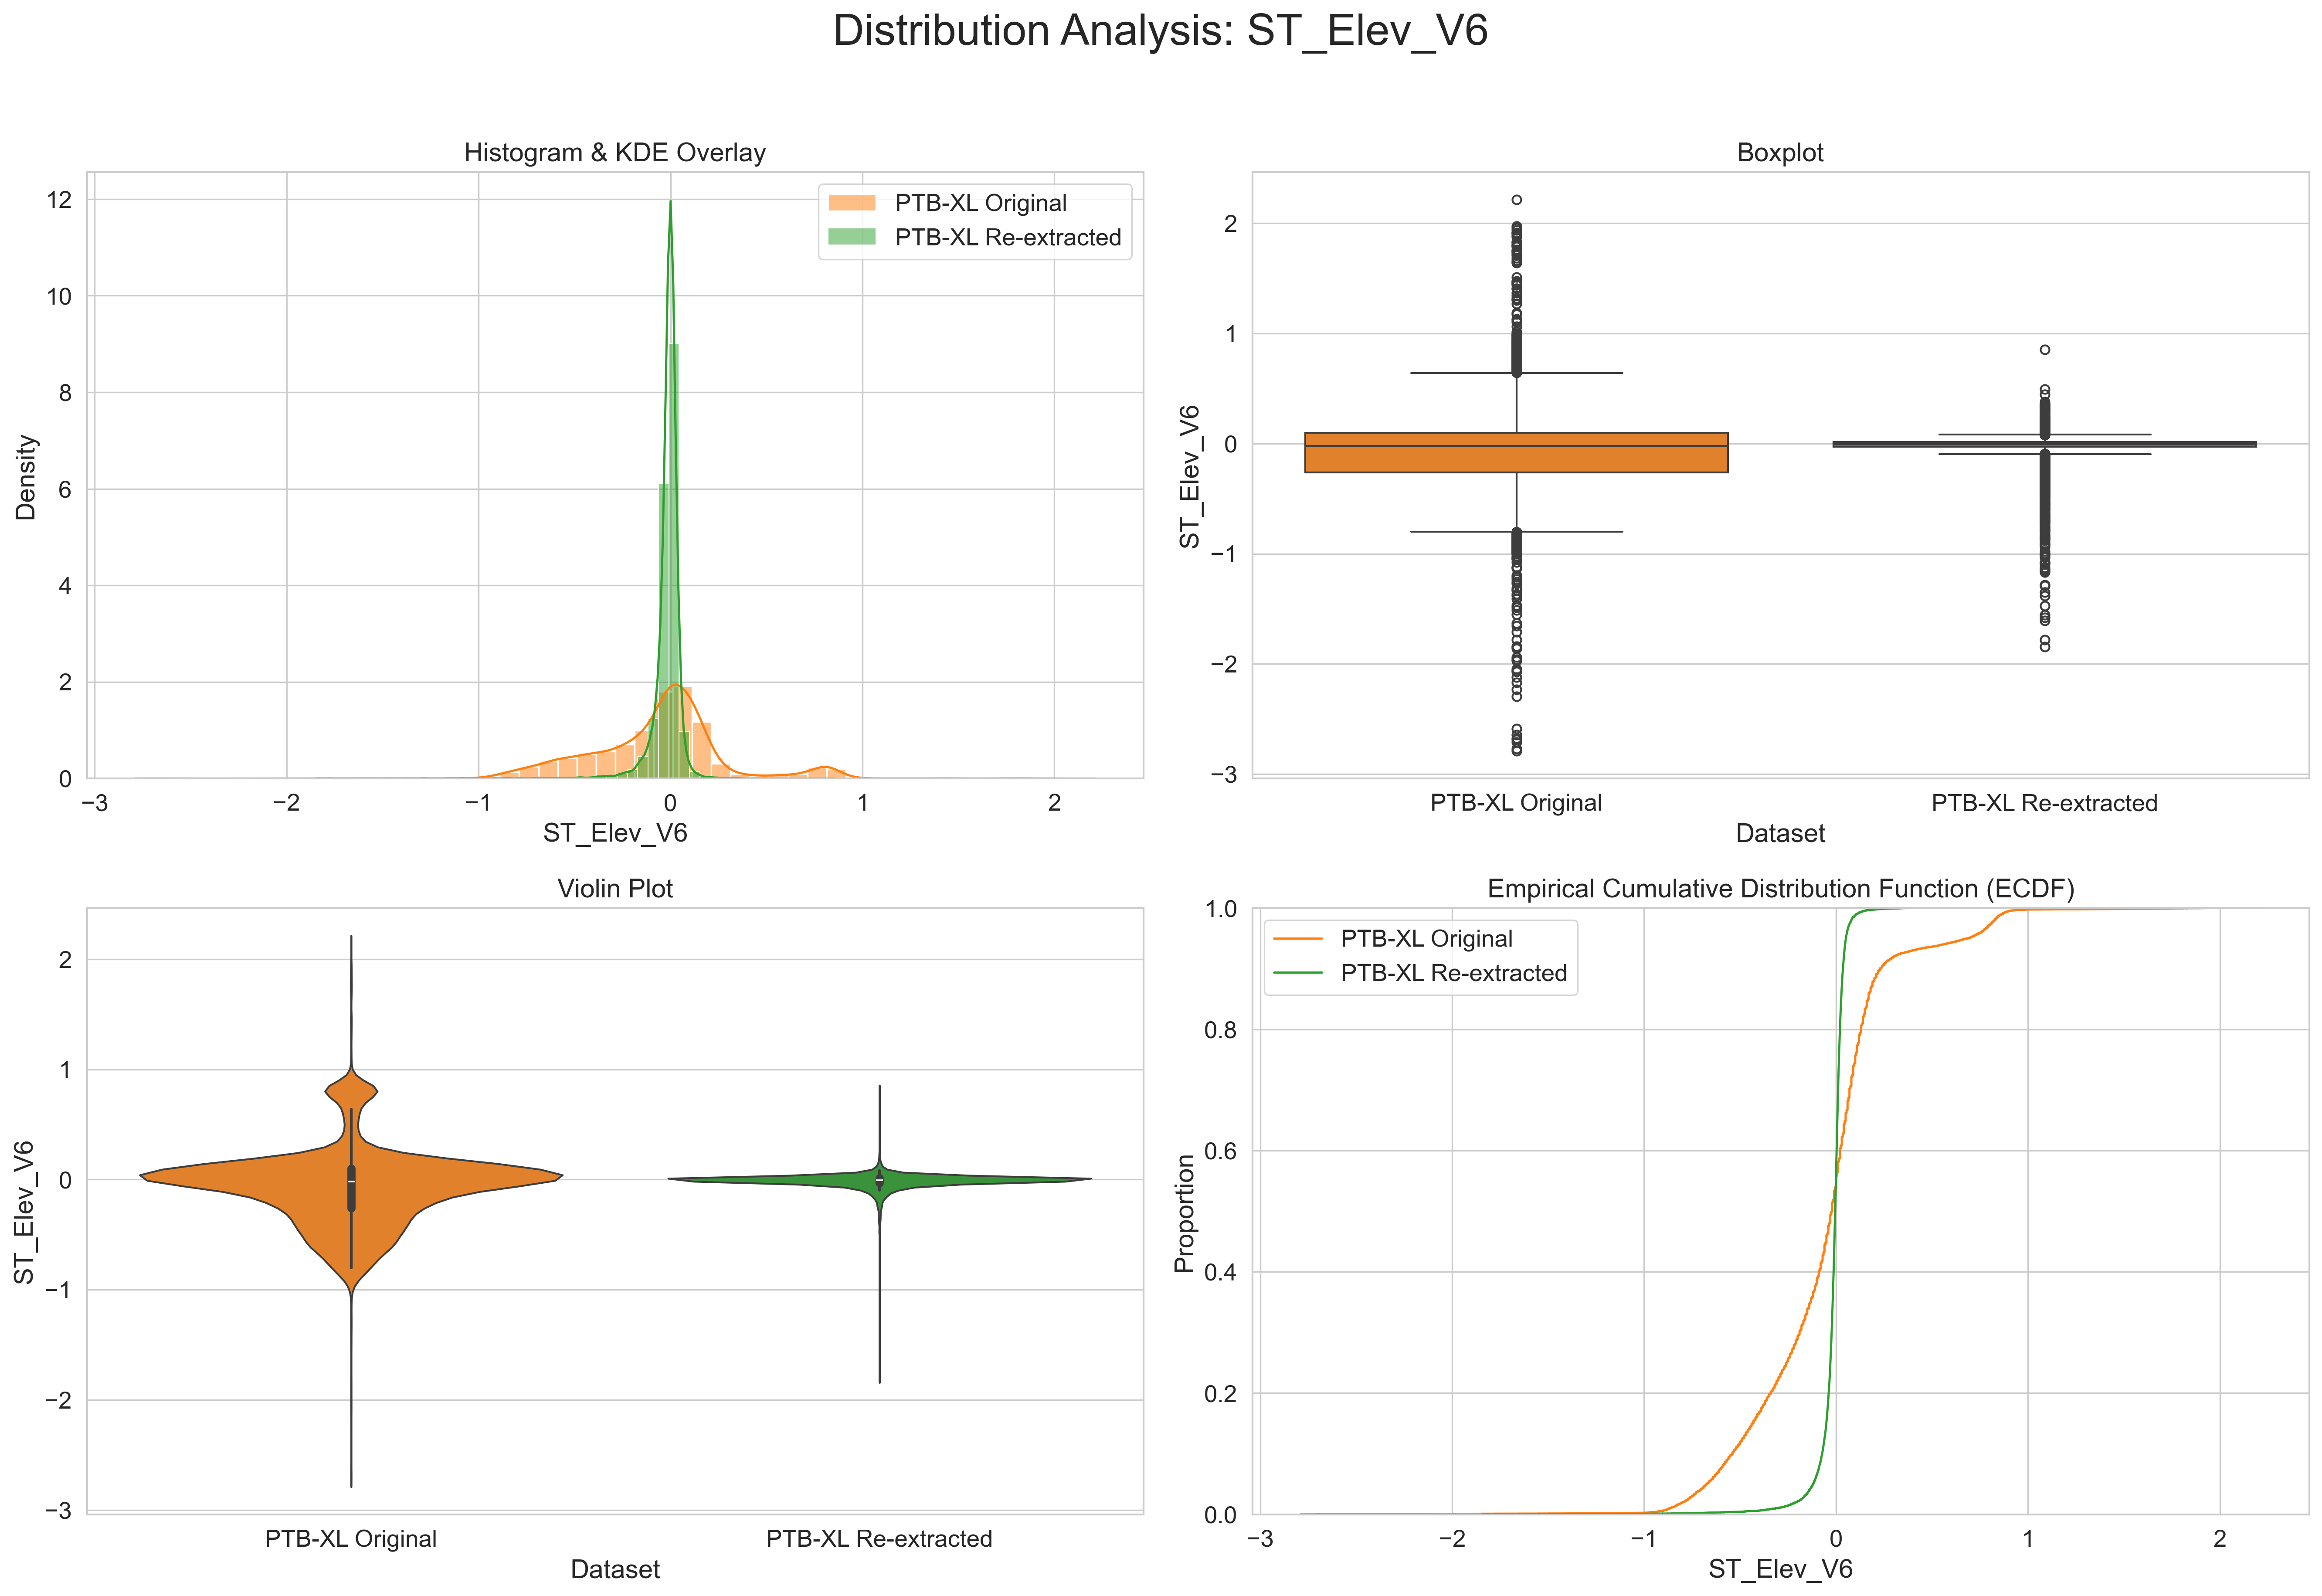 Distribution Analysis: ST_Elev_V6
Histogram & KDE Overlay
PTB-XL Original
PTB-XL Re-extracted
12
10
8
6
4
2
0
Density
−3
−2
−1
0
1
2
ST_Elev_V6
Boxplot
2
1
0
−1
−2
−3
ST_Elev_V6
PTB-XL Original
PTB-XL Re-extracted
Dataset
Violin Plot
2
1
0
−1
−2
−3
ST_Elev_V6
PTB-XL Original
PTB-XL Re-extracted
Dataset
Empirical Cumulative Distribution Function (ECDF)
PTB-XL Original
PTB-XL Re-extracted
1.0
0.8
0.6
0.4
0.2
0.0
Proportion
−3
−2
−1
0
1
2
ST_Elev_V6